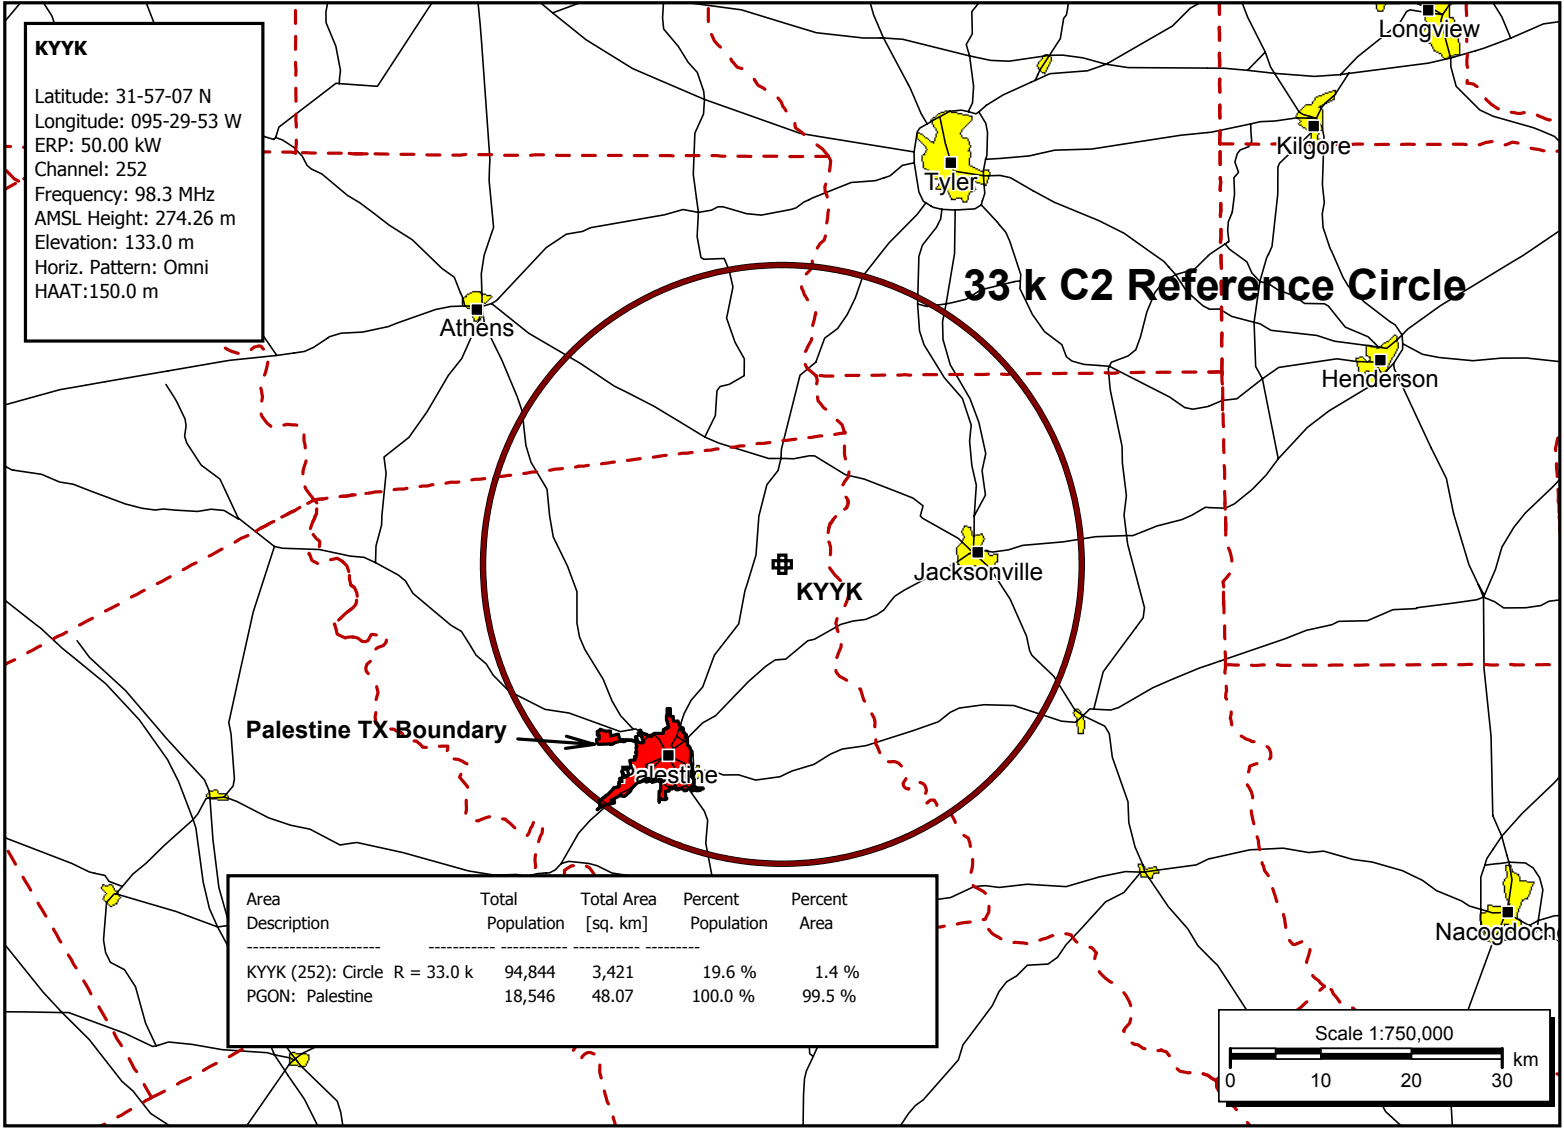 KYYK
Latitude: 31-57-07 N
Longitude: 095-29-53 W
ERP: 50.00 kW
Channel: 252
Frequency: 98.3 MHz
AMSL Height: 274.26 m
Elevation: 133.0 m
Horiz. Pattern: Omni
HAAT:150.0 m
Longview
Kilgore
Tyler
33 k C2 Reference Circle
Athens
Henderson
Jacksonville
KYYK
Palestine TX Boundary
Palestine
Nacogdoch
Area Total Total Area Percent Percent
Description Population [sq. km] Population Area
---------------------- ----------- ----------- ----------- ---------
KYYK (252): Circle R = 33.0 k 94,844 3,421 19.6 % 1.4 %
PGON: Palestine 18,546 48.07 100.0 % 99.5 %
Scale 1:750,000
km
0 10 20 30